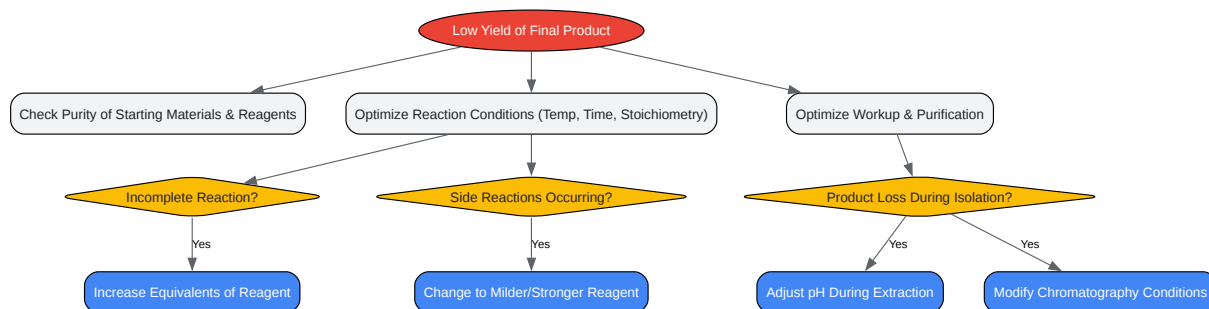 Low Yield of Final Product
Check Purity of Starting Materials & Reagents
Optimize Reaction Conditions (Temp, Time, Stoichiometry)
Optimize Workup & Purification
Incomplete Reaction?
Side Reactions Occurring?
Product Loss During Isolation?
Yes
Yes
Yes
Yes
Increase Equivalents of Reagent
Change to Milder/Stronger Reagent
Adjust pH During Extraction
Modify Chromatography Conditions